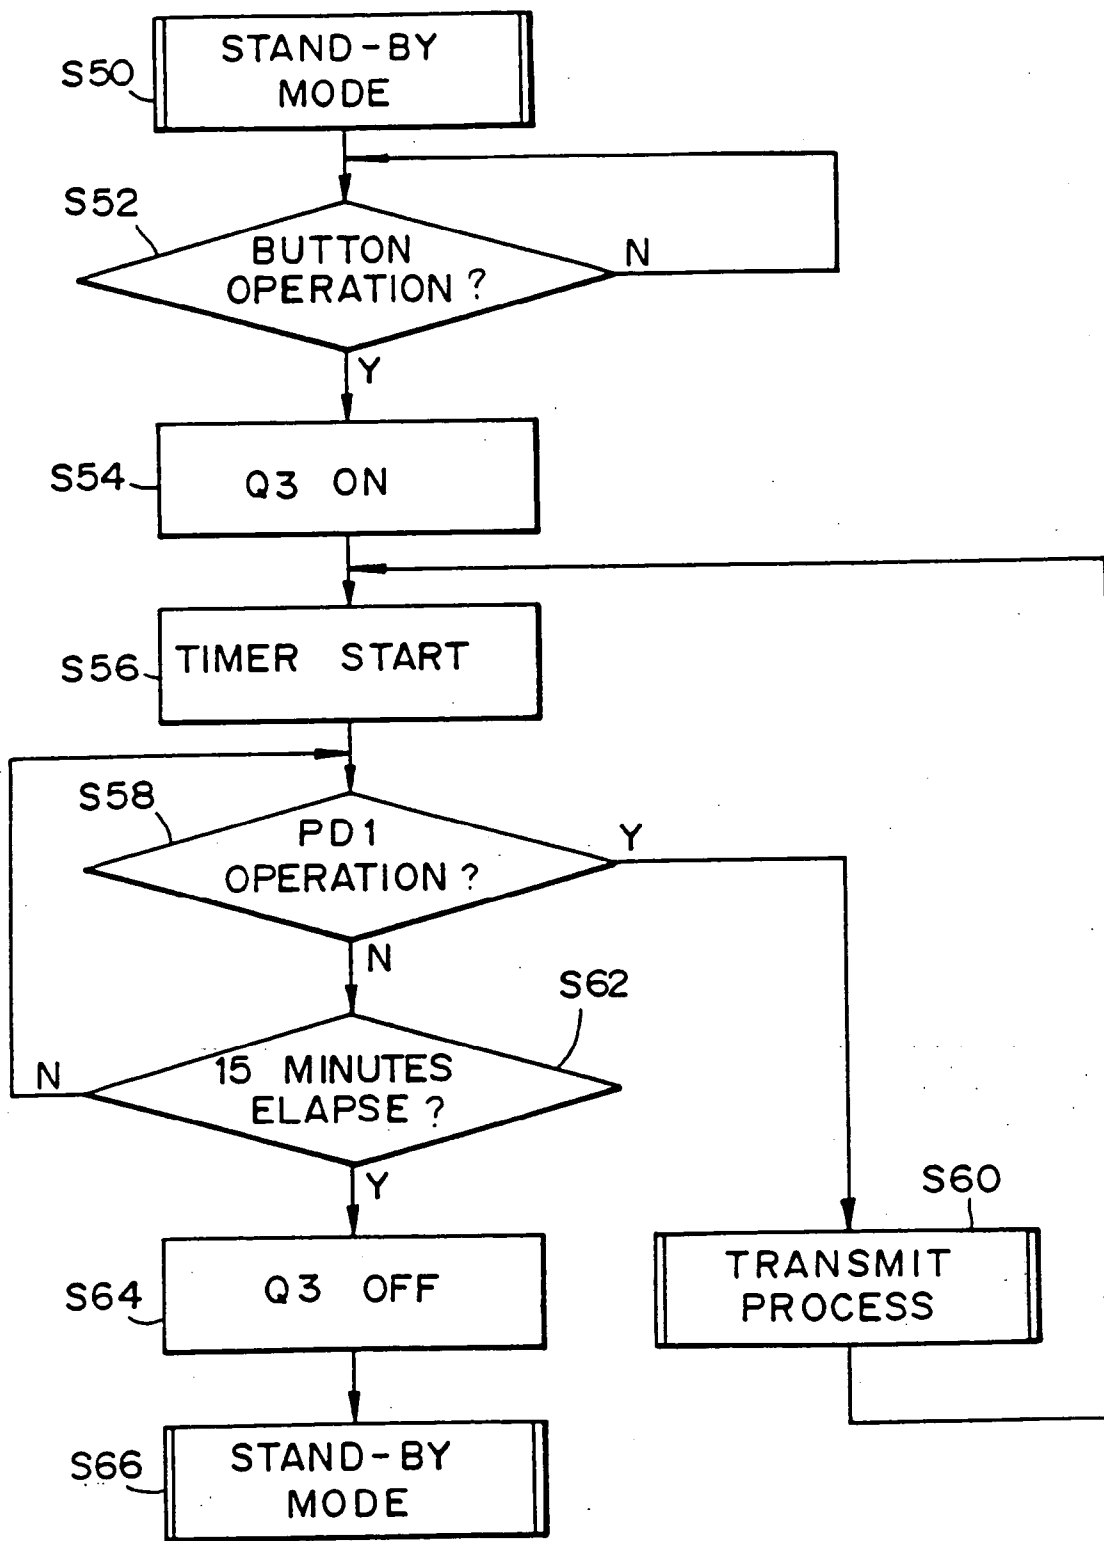 STAND-BY
MODE
S50
S52
BUTTON
OPERATION ?
N
Y
S54
Q3 ON
S56
TIMER START
S58
PD1
OPERATION ?
Y
N
S62
15 MINUTES
ELAPSE ?
N
Y
S60
TRANSMIT
PROCESS
S64
Q3 OFF
S66
STAND-BY
MODE